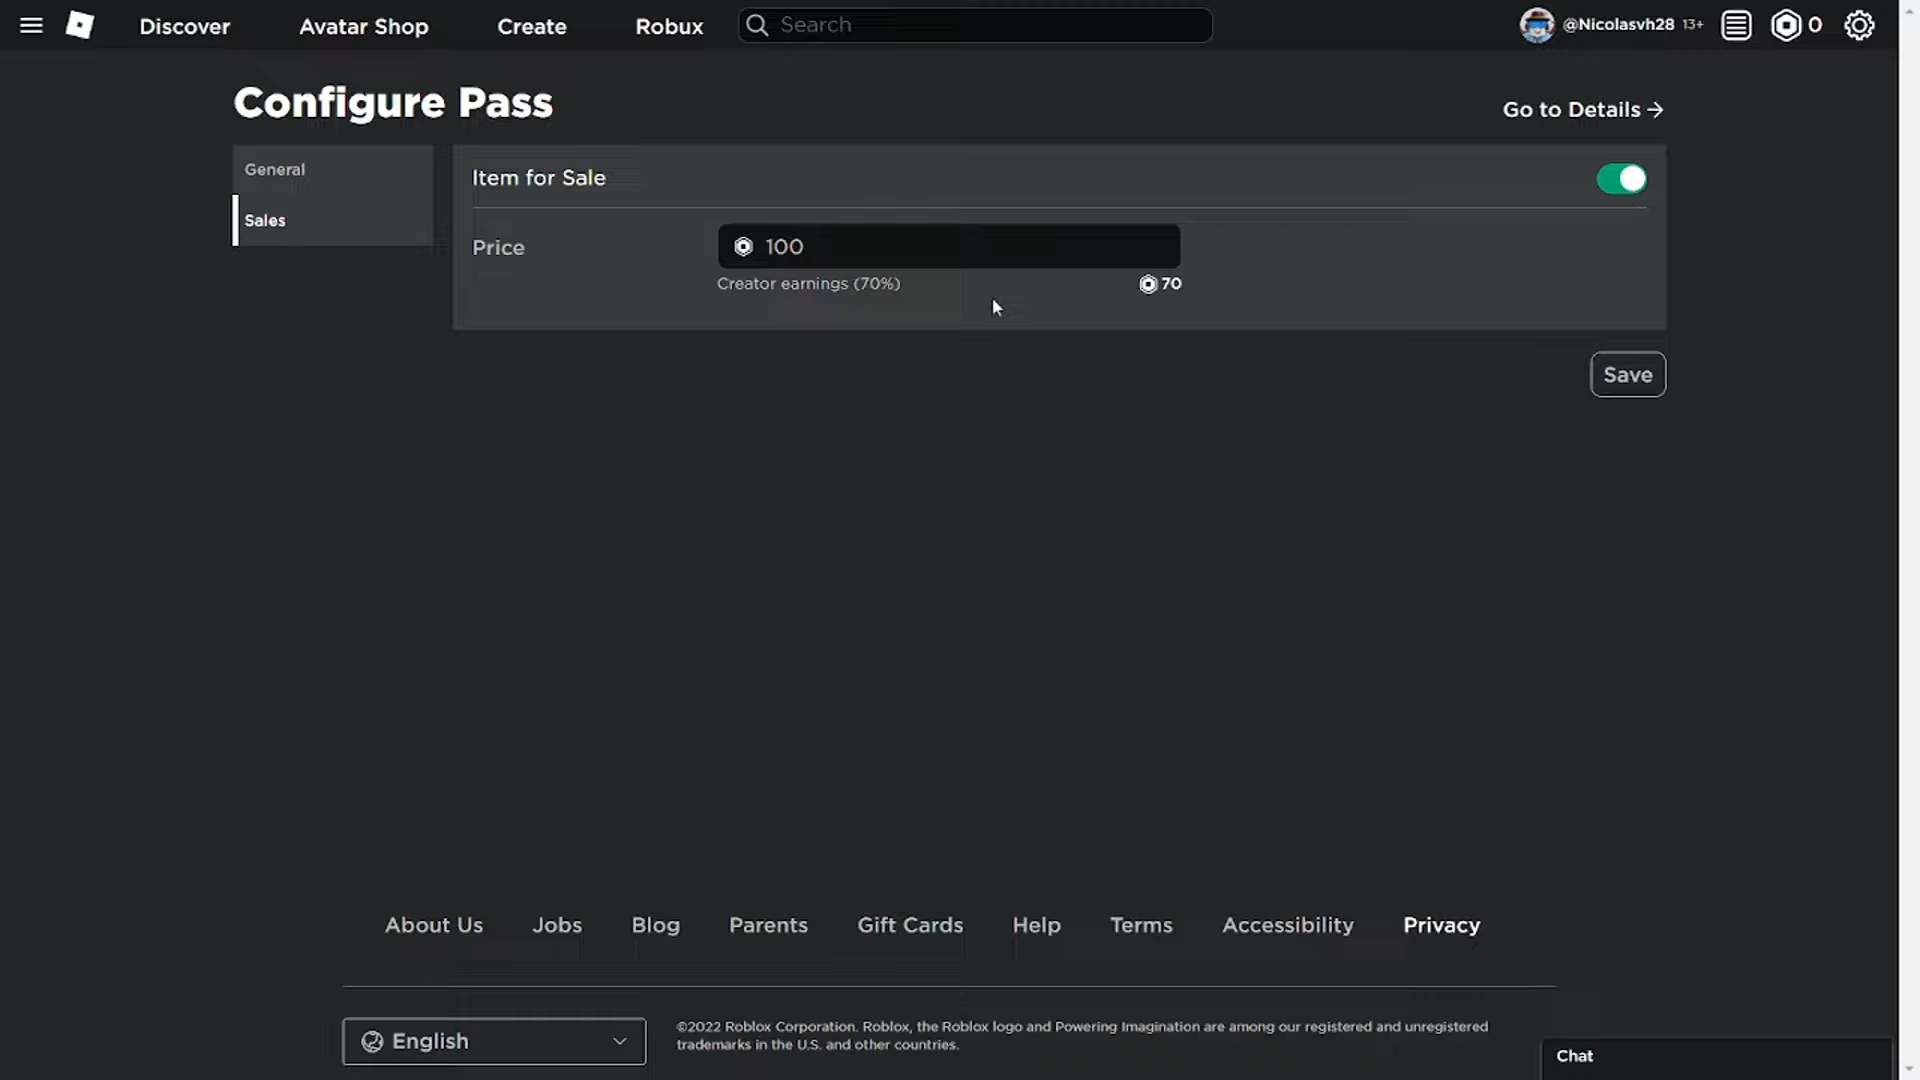 Discover Avatar Shop Create Robux Search @Nicolasvh28 13+ 0
Configure Pass
Go to Details →
General
Sales
Item for Sale
Price 100
Creator earnings (70%) 70
Save
About Us Jobs Blog Parents Gift Cards Help Terms Accessibility Privacy
English
©2022 Roblox Corporation. Roblox, the Roblox logo and Powering Imagination are among our registered and unregistered
trademarks in the U.S. and other countries.
Chat